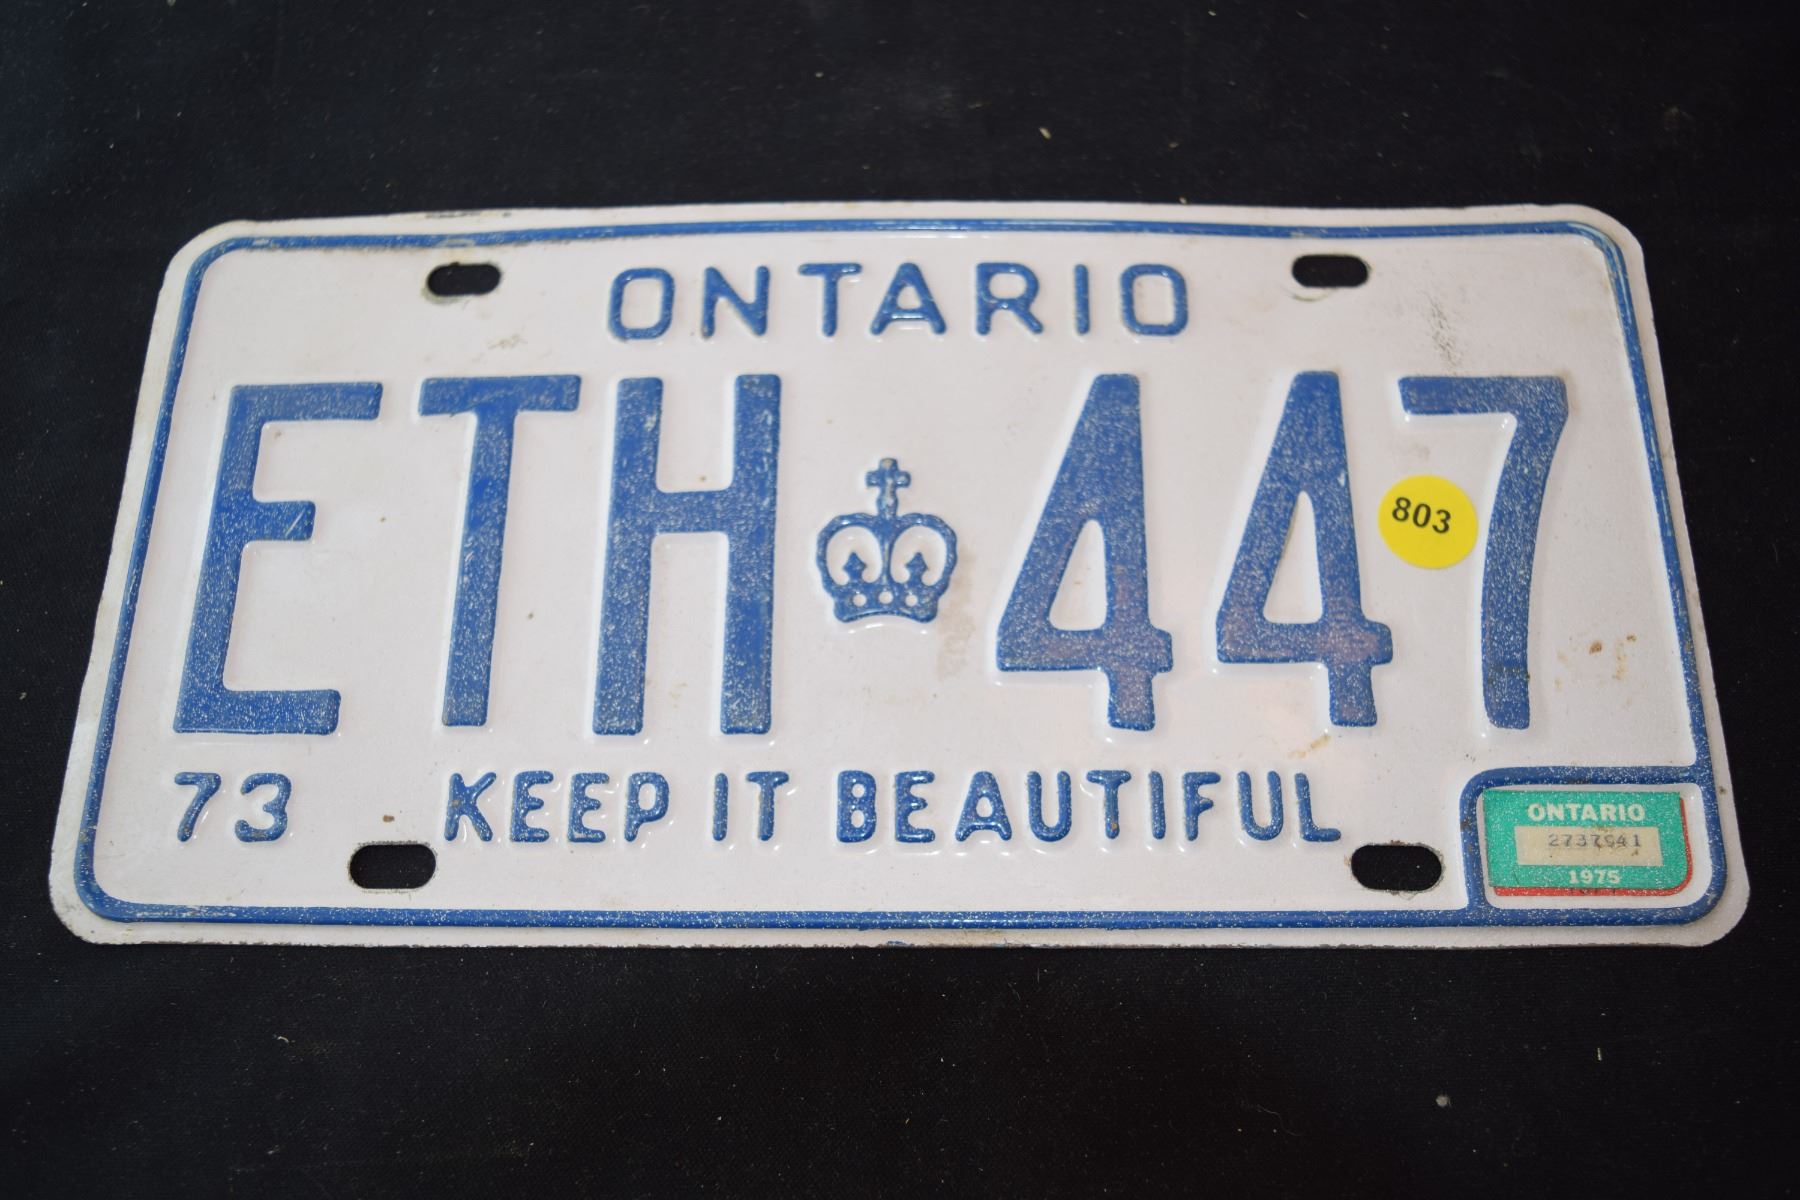 ONTARIO
ETH 447
803
73 KEEP IT BEAUTIFUL
ONTARIO
1975